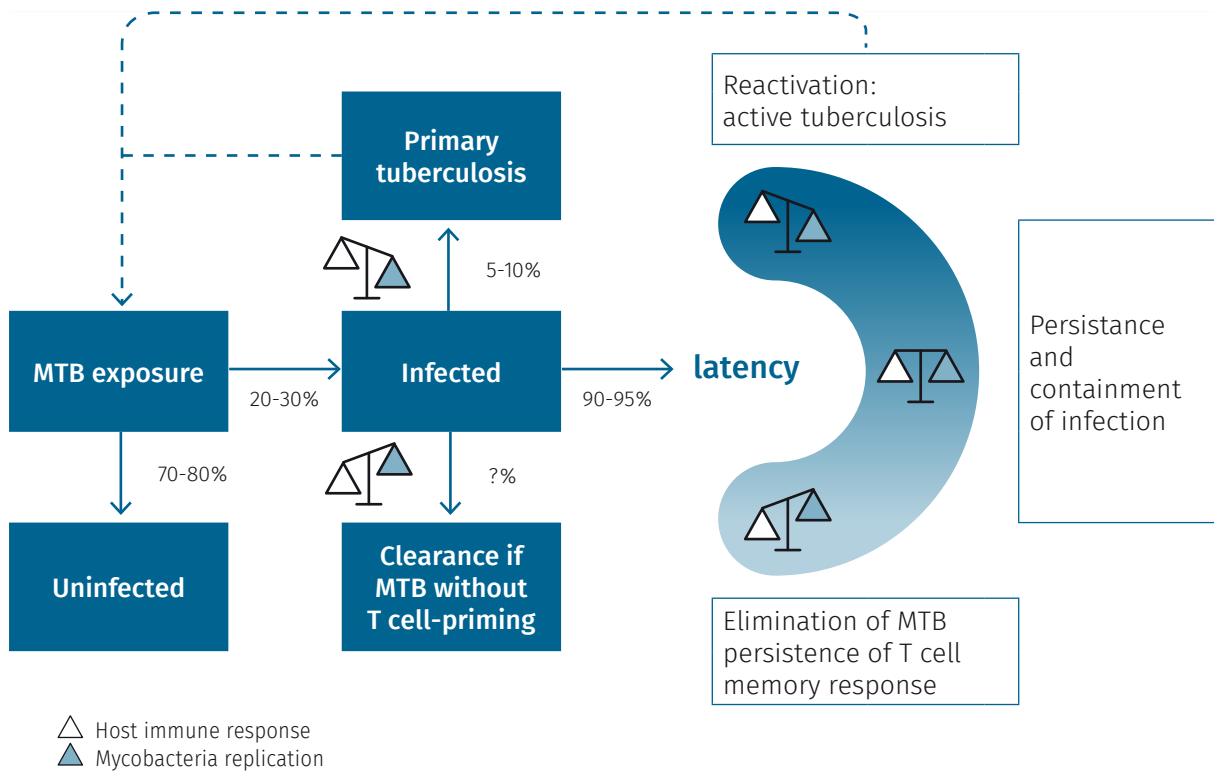 Reactivation:
active tuberculosis
Primary
tuberculosis
5-10%
MTB exposure
20-30%
Infected
90-95%
latency
Persistance
and
containment
of infection
70-80%
?%
Uninfected
Clearance if
MTB without
T cell-priming
Elimination of MTB
persistence of T cell
memory response
Host immune response
Mycobacteria replication